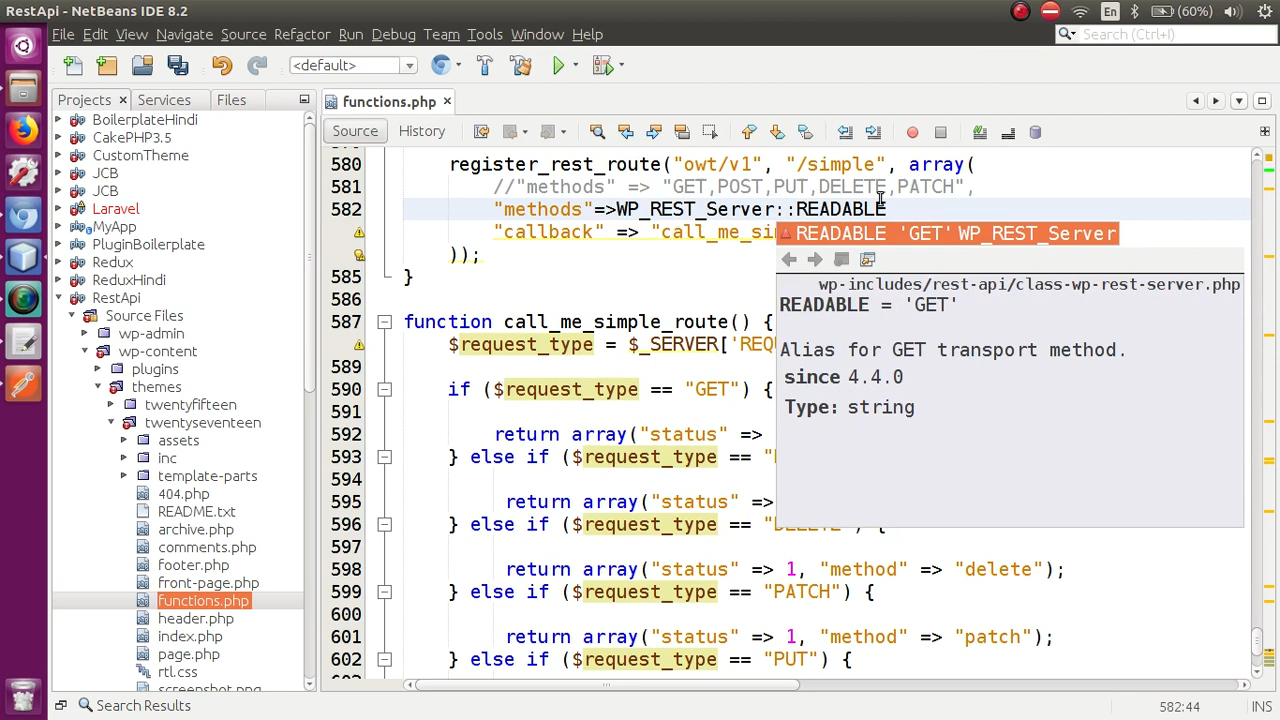 RestApi - NetBeans IDE 8.2
En
(60%)
File Edit View Navigate Source Refactor Run Debug Team Tools Window Help
Search (Ctrl+I)
<default>
Projects
Services
Files
functions.php
Source
History
BoilerplateHindi
CakePHP3.5
CustomTheme
JCB
JCB
Laravel
MyApp
PluginBoilerplate
Redux
ReduxHindi
RestApi
Source Files
wp-admin
wp-content
plugins
themes
twentyfifteen
twentyseventeen
assets
inc
template-parts
404.php
README.txt
archive.php
comments.php
footer.php
front-page.php
functions.php
header.php
index.php
page.php
rtl.css
screenshot.png
580 register_rest_route("owt/v1", "/simple", array(
581 //"methods" => "GET,POST,PUT,DELETE,PATCH",
582 "methods"=>WP_REST_Server::READABLE
"callback" => "call_me_si
));
585 }
586
587 function call_me_simple_route() {
$request_type = $_SERVER['REQ
589
590 if ($request_type == "GET") {
591
592 return array("status" =>
593 } else if ($request_type == "
594
595 return array("status" =>
596 } else if ($request_type == "DELETE") {
597
598 return array("status" => 1, "method" => "delete");
599 } else if ($request_type == "PATCH") {
600
601 return array("status" => 1, "method" => "patch");
602 } else if ($request_type == "PUT") {
READABLE 'GET' WP_REST_Server
wp-includes/rest-api/class-wp-rest-server.php
READABLE = 'GET'
Alias for GET transport method.
since 4.4.0
Type: string
Search Results
582:44
INS